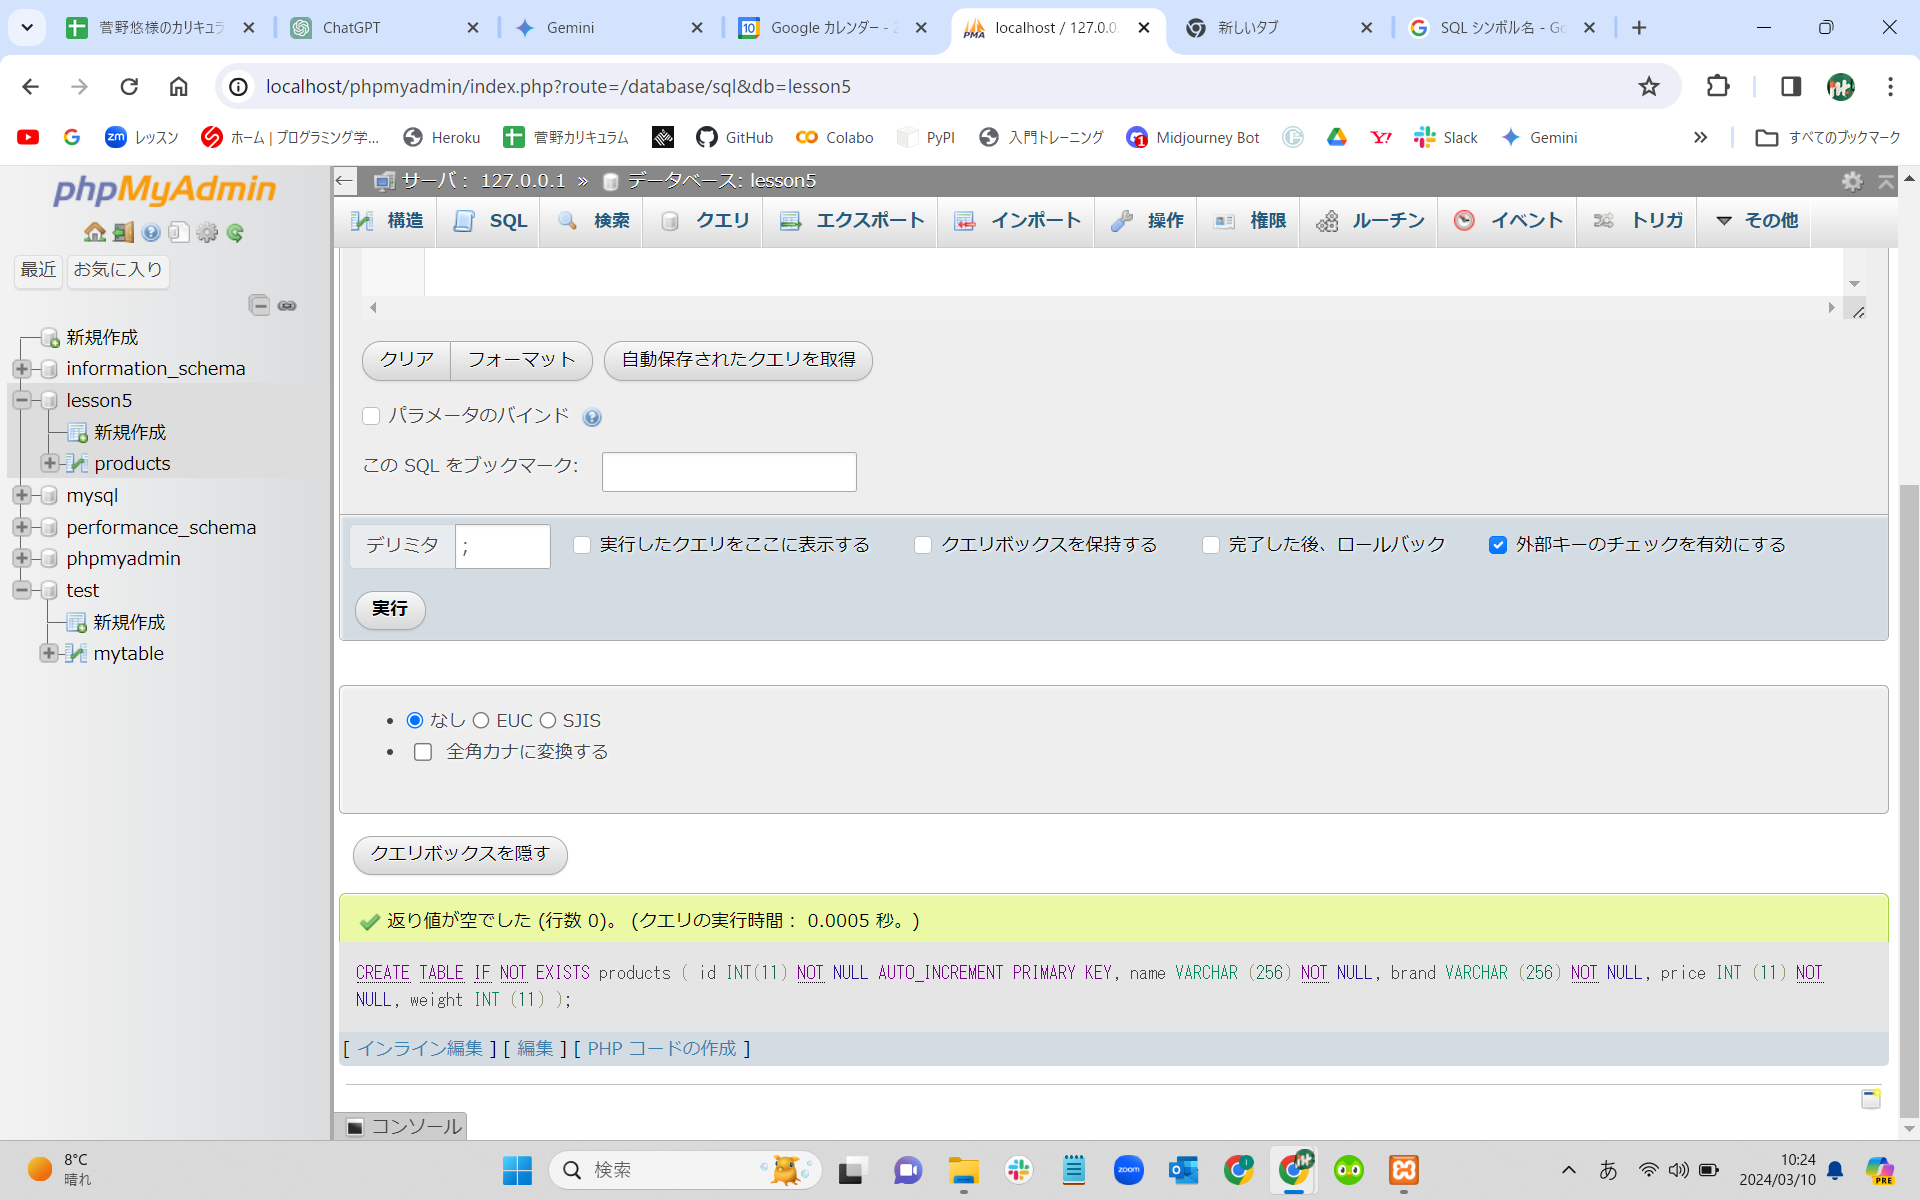 菅野悠様のカリキュラ
ChatGPT
Gemini
Google カレンダー - 2
localhost / 127.0.0.
新しいタブ
SQL シンボル名 - Go
localhost/phpmyadmin/index.php?route=/database/sql&db=lesson5
レッスン
ホーム | プログラミング学...
Heroku
菅野カリキュラム
GitHub
Colabo
PyPI
入門トレーニング
Midjourney Bot
Slack
Gemini
»
すべてのブックマーク
phpMyAdmin
最近
お気に入り
新規作成
information_schema
lesson5
新規作成
products
mysql
performance_schema
phpmyadmin
test
新規作成
mytable
サーバ： 127.0.0.1 » データベース: lesson5
構造
SQL
検索
クエリ
エクスポート
インポート
操作
権限
ルーチン
イベント
トリガ
その他
クリア
フォーマット
自動保存されたクエリを取得
パラメータのバインド
この SQL をブックマーク:
デリミタ
;
実行したクエリをここに表示する
クエリボックスを保持する
完了した後、ロールバック
外部キーのチェックを有効にする
実行
• なし EUC SJIS
• 全角カナに変換する
クエリボックスを隠す
返り値が空でした (行数 0)。 (クエリの実行時間： 0.0005 秒。)
CREATE TABLE IF NOT EXISTS products ( id INT(11) NOT NULL AUTO_INCREMENT PRIMARY KEY, name VARCHAR (256) NOT NULL, brand VARCHAR (256) NOT NULL, price INT (11) NOT
NULL, weight INT (11) );
[ インライン編集 ] [ 編集 ] [ PHP コードの作成 ]
コンソール
8°C
晴れ
検索
zoom
あ
10:24
2024/03/10
PRE